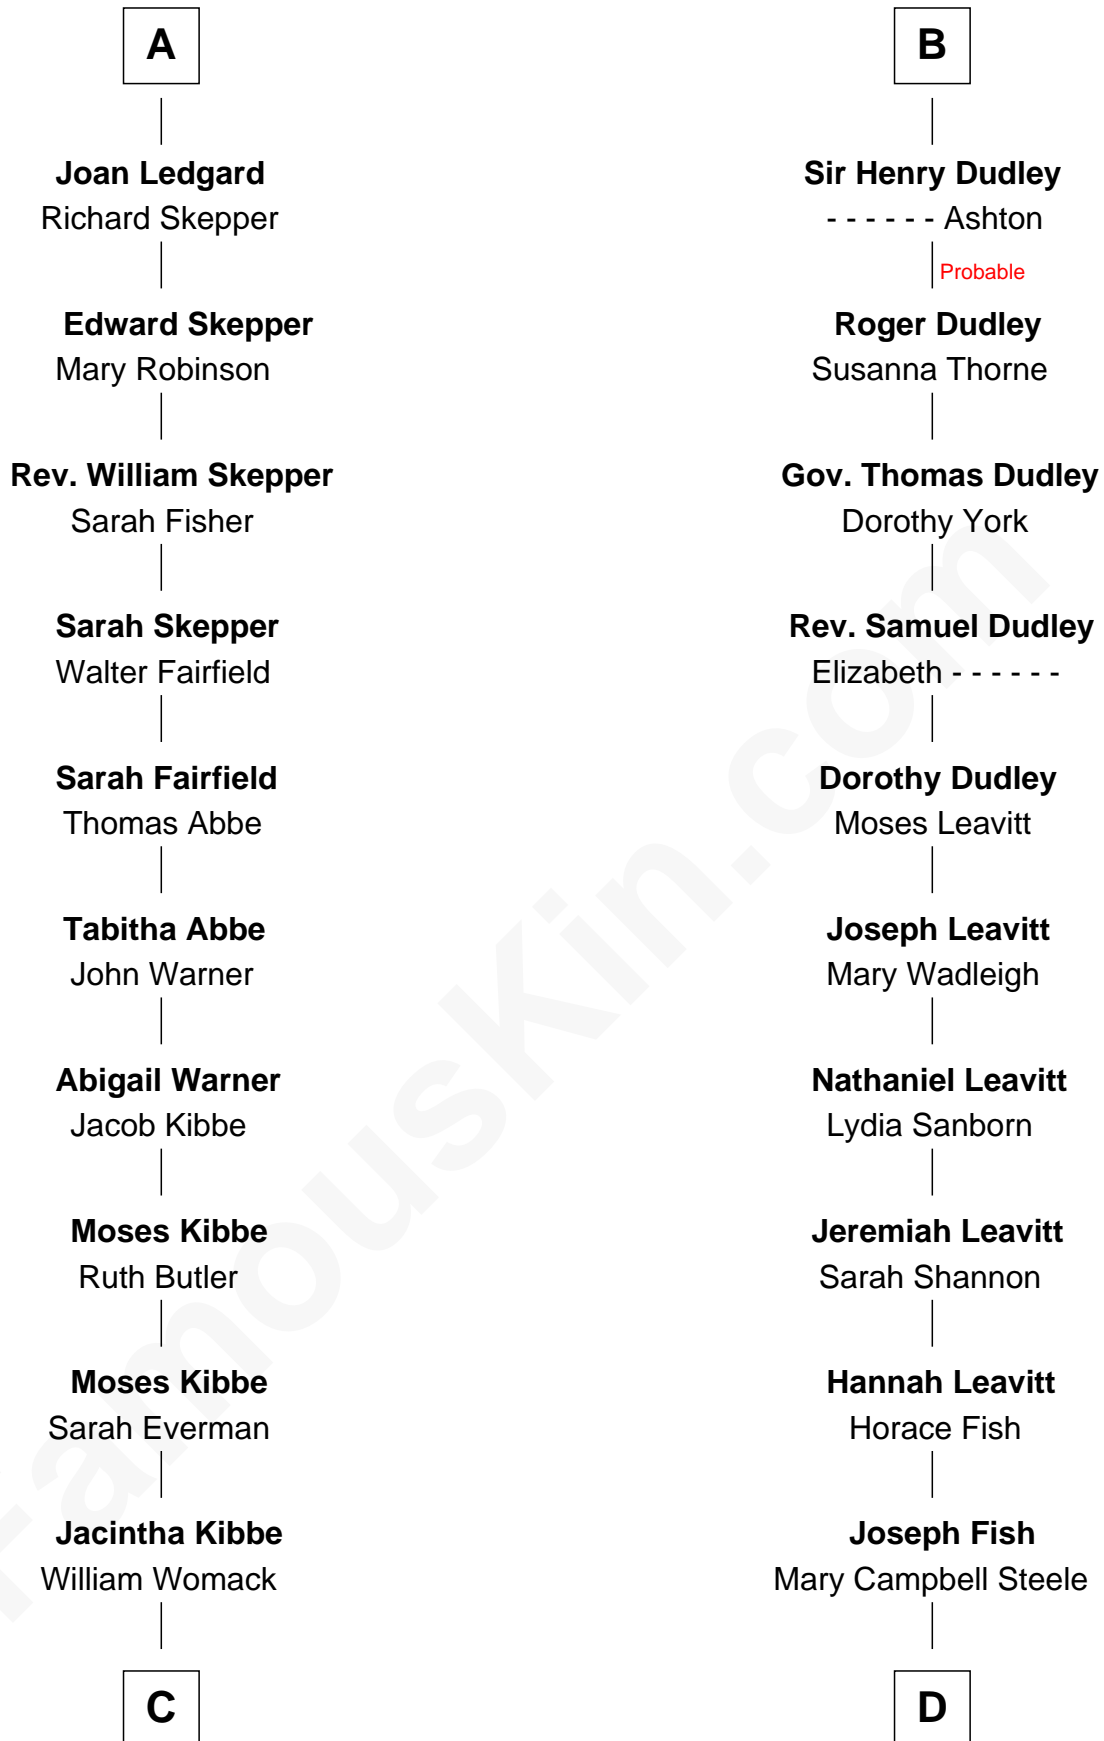 A
Joan Ledgard
Richard Skepper
Edward Skepper
Mary Robinson
Rev. William Skepper
Sarah Fisher
Sarah Skepper
Walter Fairfield
Sarah Fairfield
Thomas Abbe
Tabitha Abbe
John Warner
Abigail Warner
Jacob Kibbe
Moses Kibbe
Ruth Butler
Moses Kibbe
Sarah Everman
Jacintha Kibbe
William Womack
C
B
Sir Henry Dudley
- - - - - - Ashton
Probable
Roger Dudley
Susanna Thorne
Gov. Thomas Dudley
Dorothy York
Rev. Samuel Dudley
Elizabeth - - - - - -
Dorothy Dudley
Moses Leavitt
Joseph Leavitt
Mary Wadleigh
Nathaniel Leavitt
Lydia Sanborn
Jeremiah Leavitt
Sarah Shannon
Hannah Leavitt
Horace Fish
Joseph Fish
Mary Campbell Steele
D
FamousKin.com